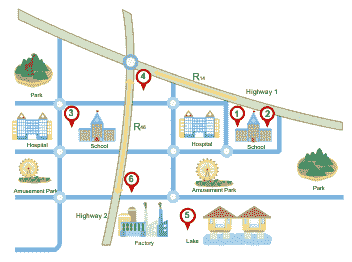 4
R14
Highway 1
Park
3
1
2
R98
Hospital
School
Hospital
School
6
Amusement Park
Amusement Park
Park
Highway 2
5
Factory
Lake